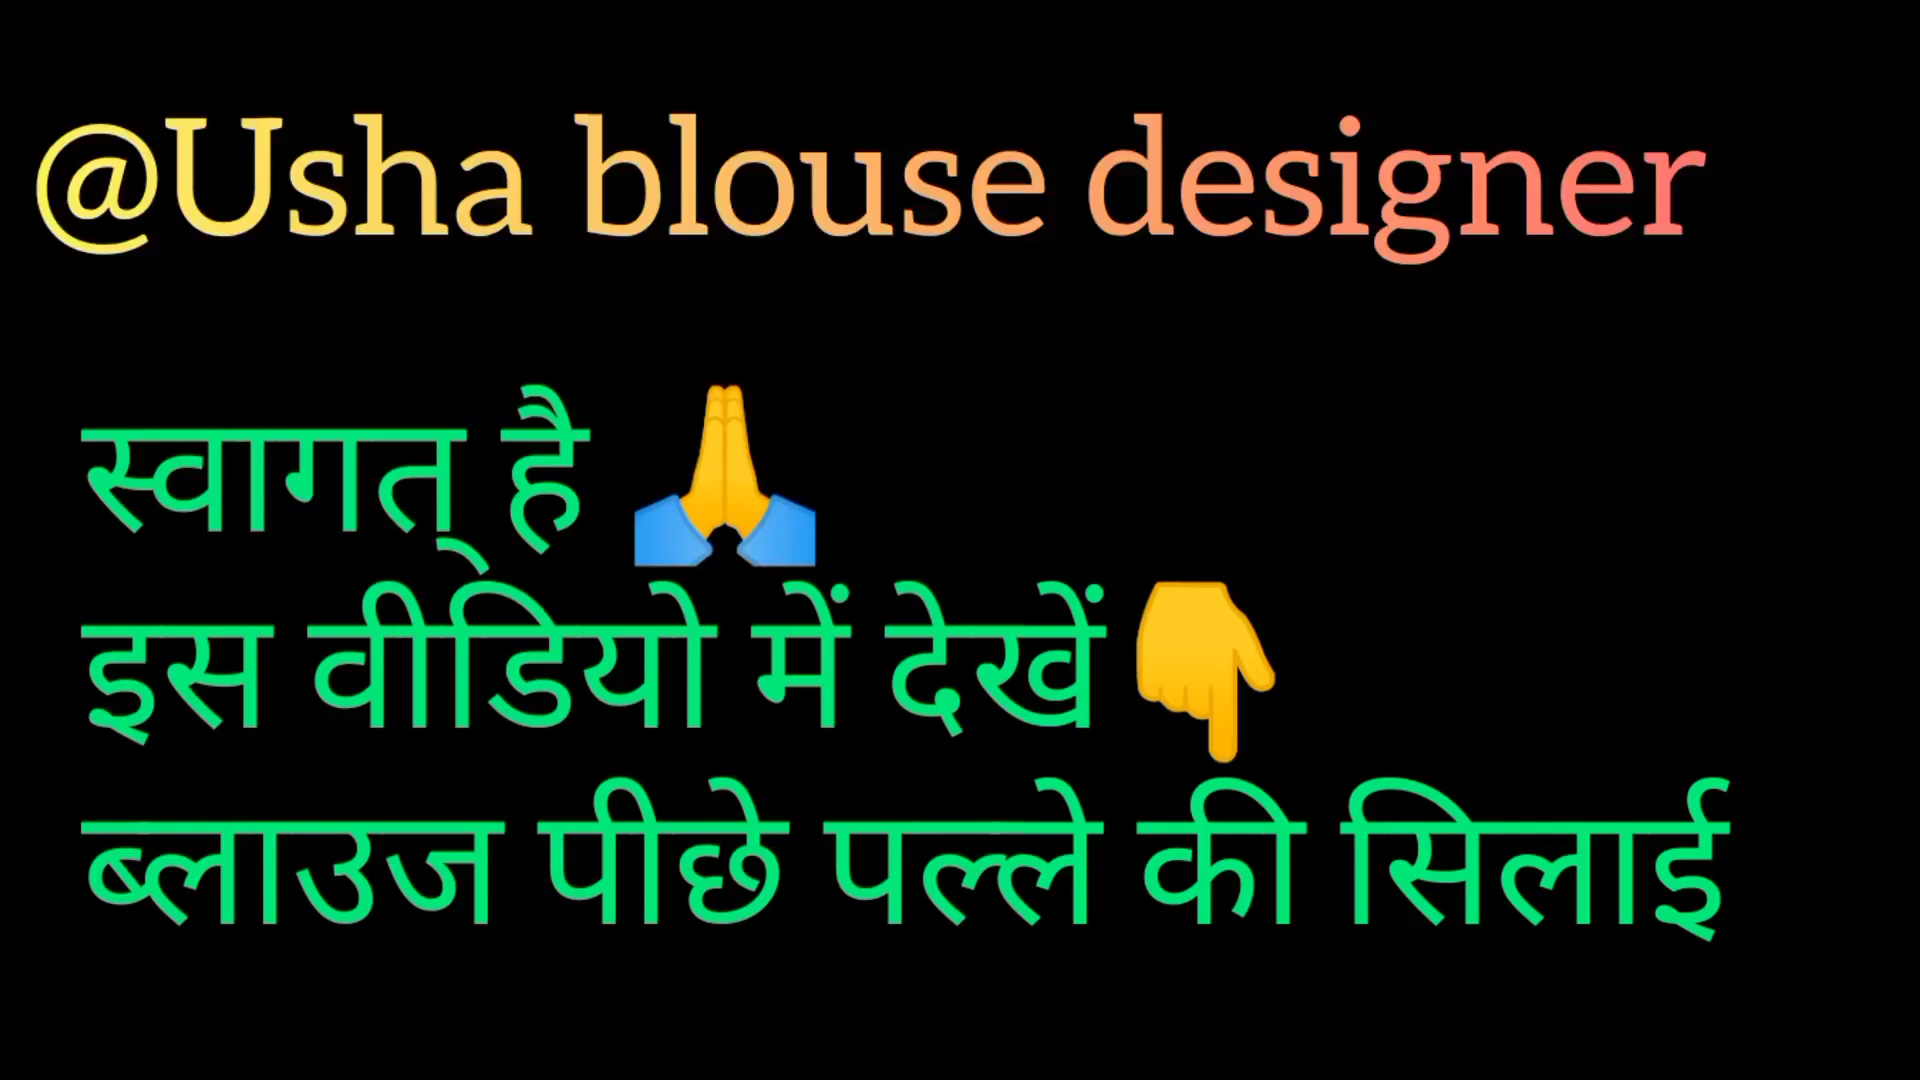 @Usha blouse designer
स्वागत् है 🙏
इस वीडियो में देखें👇
ब्लाउज पीछे पल्ले की सिलाई